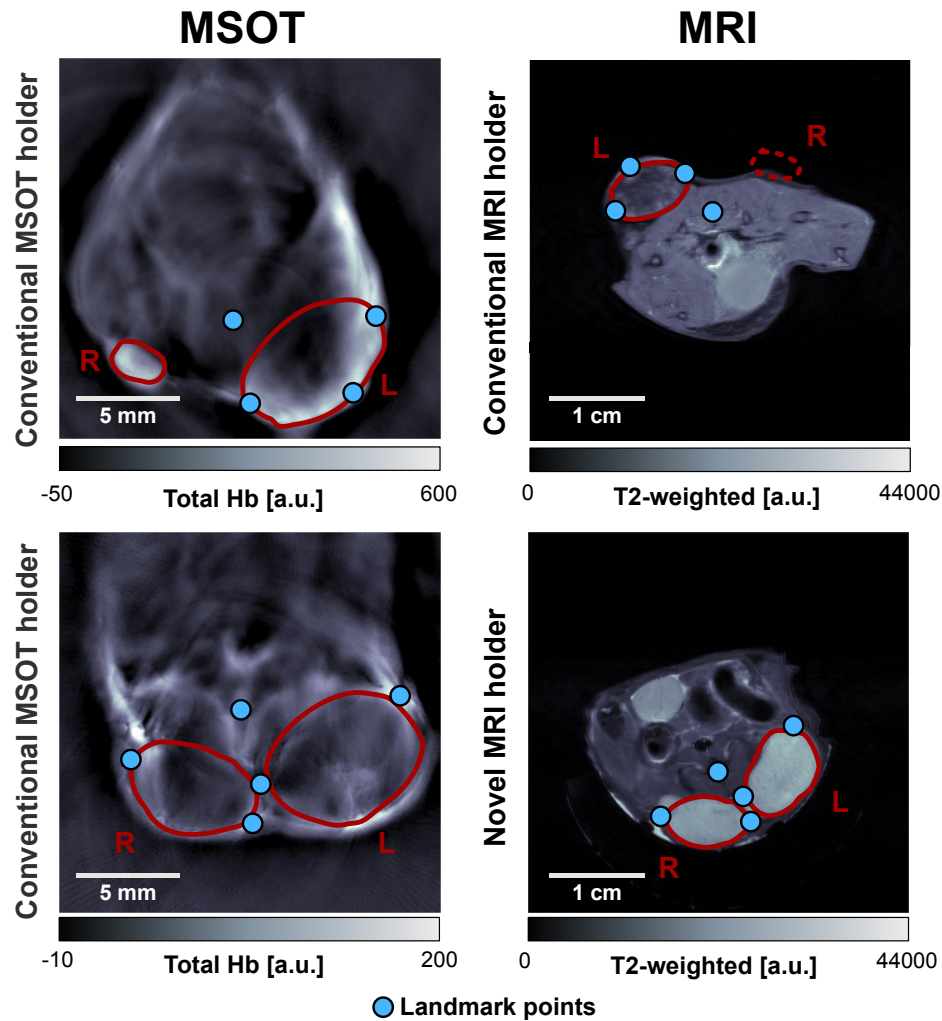 MSOT
MRI
Conventional MSOT holder
R
L
5 mm
-50
Total Hb [a.u.]
600
Conventional MRI holder
L
R
1 cm
0
T2-weighted [a.u.]
44000
Conventional MSOT holder
R
L
5 mm
-10
Total Hb [a.u.]
200
Novel MRI holder
L
R
1 cm
0
T2-weighted [a.u.]
44000
Landmark points